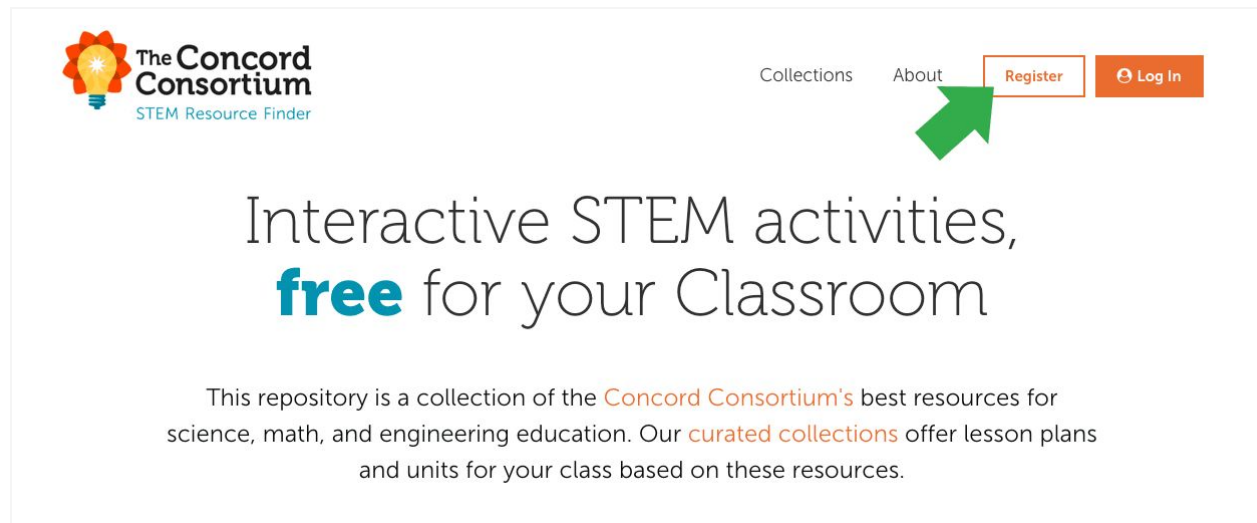 The Concord
Consortium
STEM Resource Finder
Collections About Register Log In
Interactive STEM activities,
free for your Classroom
This repository is a collection of the Concord Consortium's best resources for
science, math, and engineering education. Our curated collections offer lesson plans
and units for your class based on these resources.